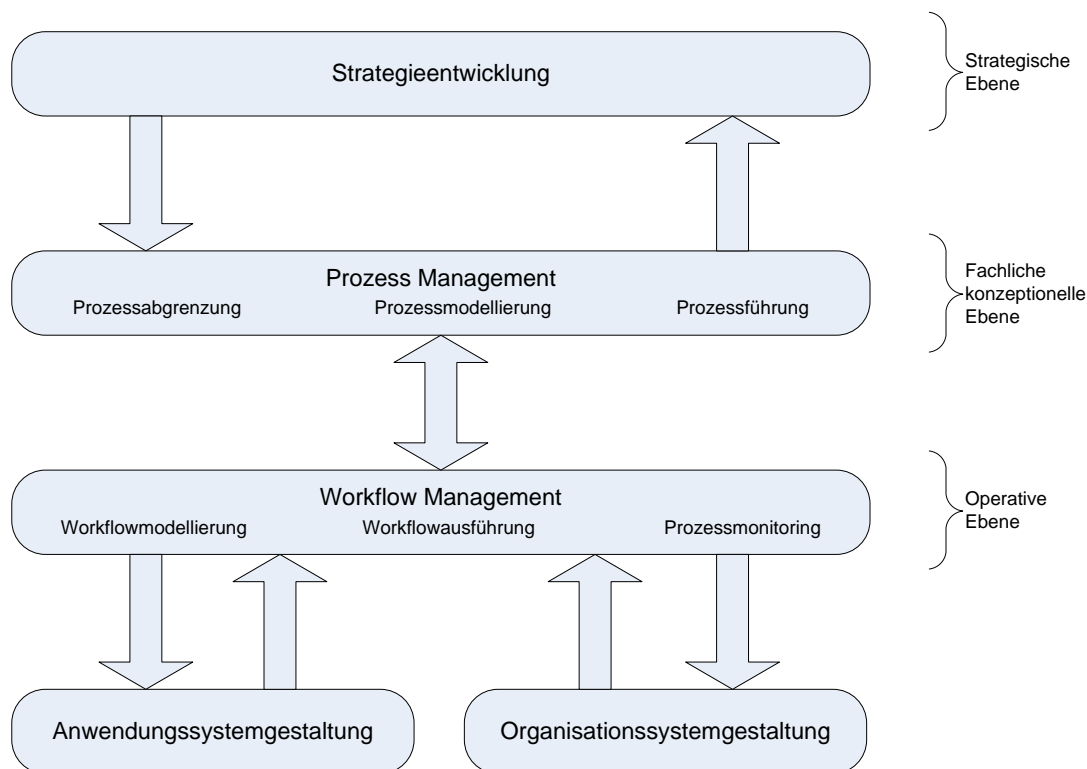 Strategieentwicklung
Strategische
Ebene
Prozess Management
Prozessabgrenzung Prozessmodellierung Prozessführung
Fachliche
konzeptionelle
Ebene
Workflow Management
Workflowmodellierung Workflowausführung Prozessmonitoring
Operative
Ebene
Anwendungssystemgestaltung
Organisationssystemgestaltung